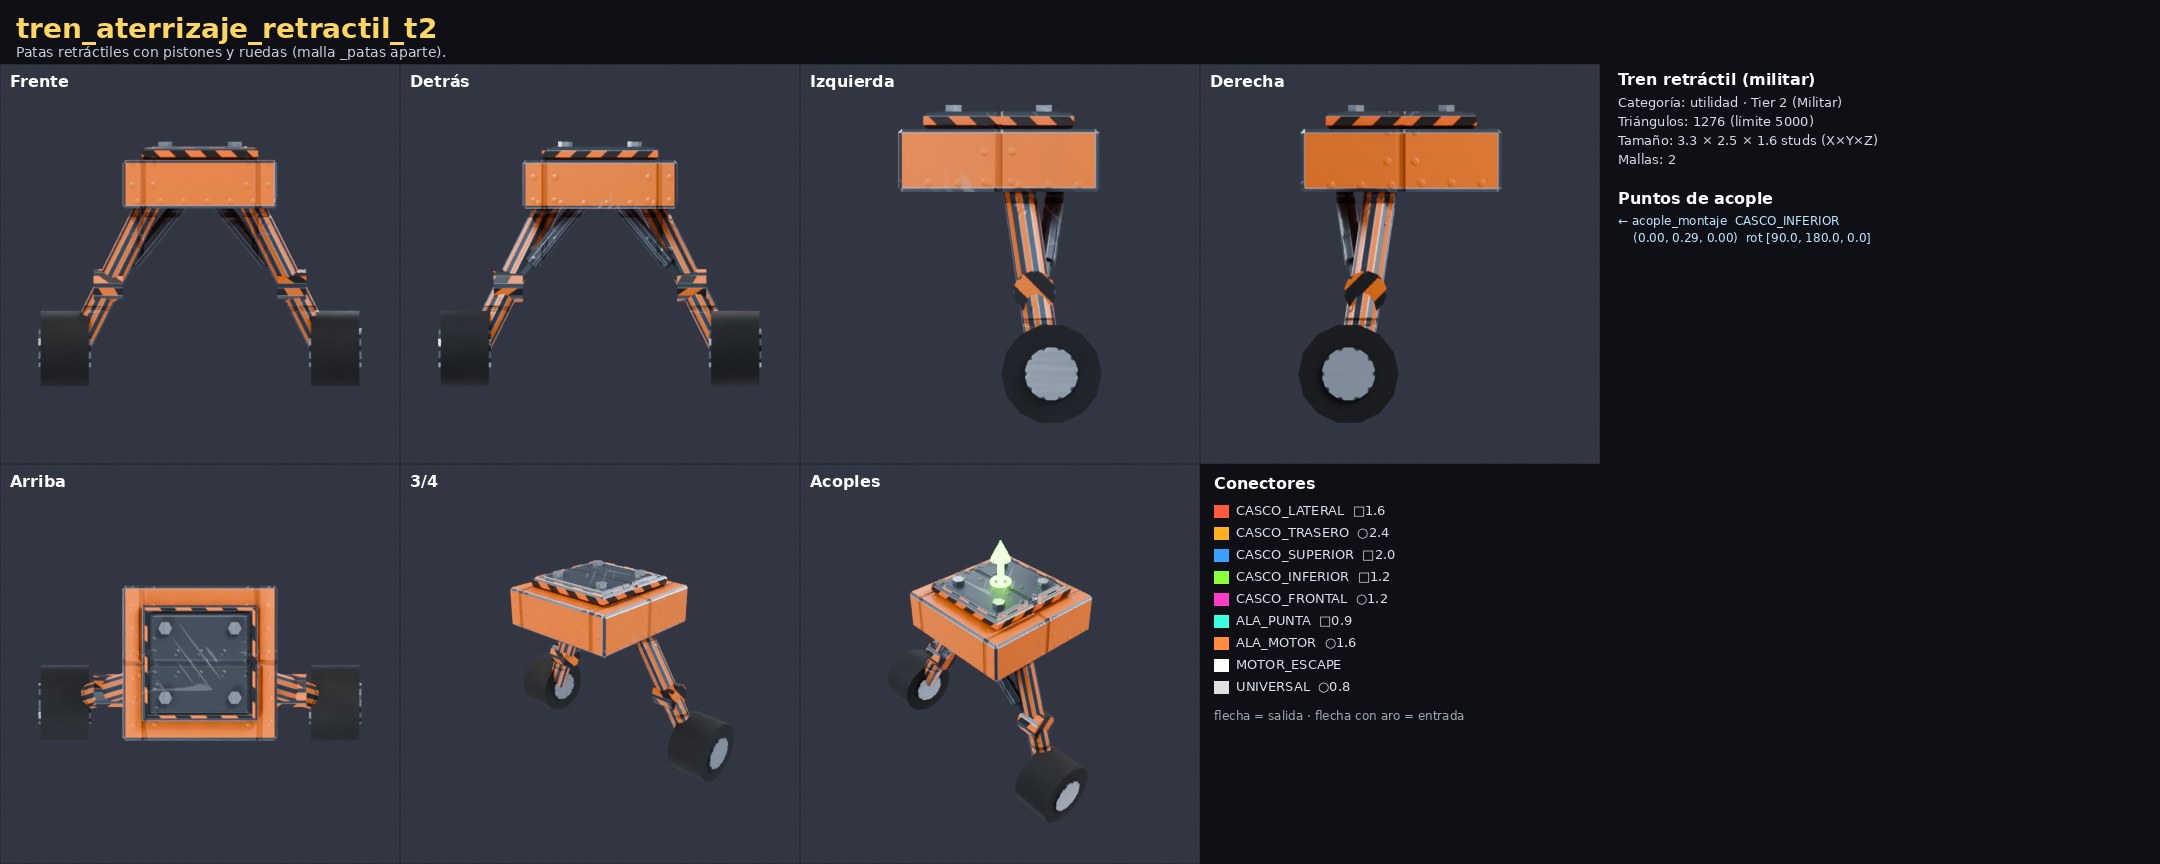 tren_aterrizaje_retractil_t2
Patas retráctiles con pistones y ruedas (malla _patas aparte).
Frente
Detrás
Izquierda
Derecha
Tren retráctil (militar)
Categoría: utilidad · Tier 2 (Militar)
Triángulos: 1276 (límite 5000)
Tamaño: 3.3 × 2.5 × 1.6 studs (X×Y×Z)
Mallas: 2
Puntos de acople
← acople_montaje CASCO_INFERIOR
(0.00, 0.29, 0.00) rot [90.0, 180.0, 0.0]
Arriba
3/4
Acoples
Conectores
CASCO_LATERAL □1.6
CASCO_TRASERO ○2.4
CASCO_SUPERIOR □2.0
CASCO_INFERIOR □1.2
CASCO_FRONTAL ○1.2
ALA_PUNTA □0.9
ALA_MOTOR ○1.6
MOTOR_ESCAPE
UNIVERSAL ○0.8
flecha = salida · flecha con aro = entrada